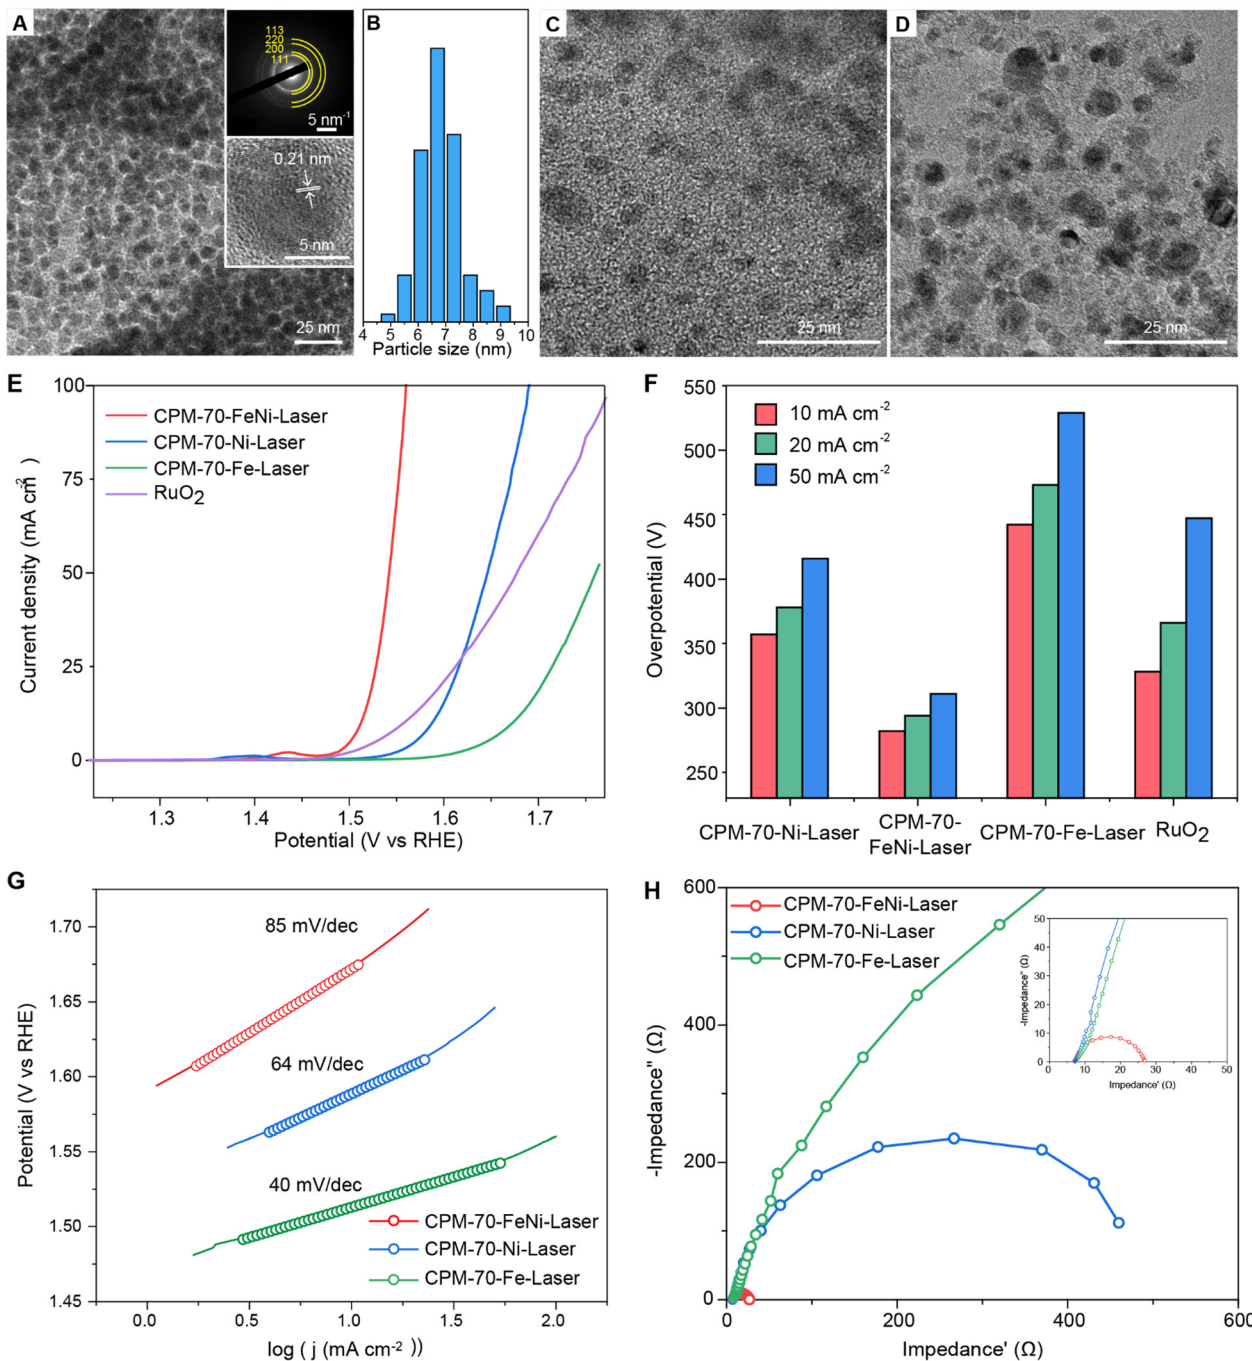 A
113
220
200
111
5 nm-1
0.21 nm
5 nm
25 nm
B
4 5 6 7 8 9 10
Particle size (nm)
C
25 nm
D
25 nm
E
100
75
50
25
0
Current density (mA cm-2)
CPM-70-FeNi-Laser
CPM-70-Ni-Laser
CPM-70-Fe-Laser
RuO2
1.3 1.4 1.5 1.6 1.7
Potential (V vs RHE)
F
550
500
450
400
350
300
250
Overpotential (V)
10 mA cm-2
20 mA cm-2
50 mA cm-2
CPM-70-Ni-Laser
CPM-70-
FeNi-Laser
CPM-70-Fe-Laser
RuO2
G
1.70
1.65
1.60
1.55
1.50
1.45
Potential (V vs RHE)
85 mV/dec
64 mV/dec
40 mV/dec
CPM-70-FeNi-Laser
CPM-70-Ni-Laser
CPM-70-Fe-Laser
0.0 0.5 1.0 1.5 2.0
log ( j (mA cm-2 ))
H
600
400
200
0
-Impedance'' (Ω)
CPM-70-FeNi-Laser
CPM-70-Ni-Laser
CPM-70-Fe-Laser
50
40
30
20
10
0
-Impedance'' (Ω)
0 10 20 30 40 50
Impedance' (Ω)
0 200 400 600
Impedance' (Ω)